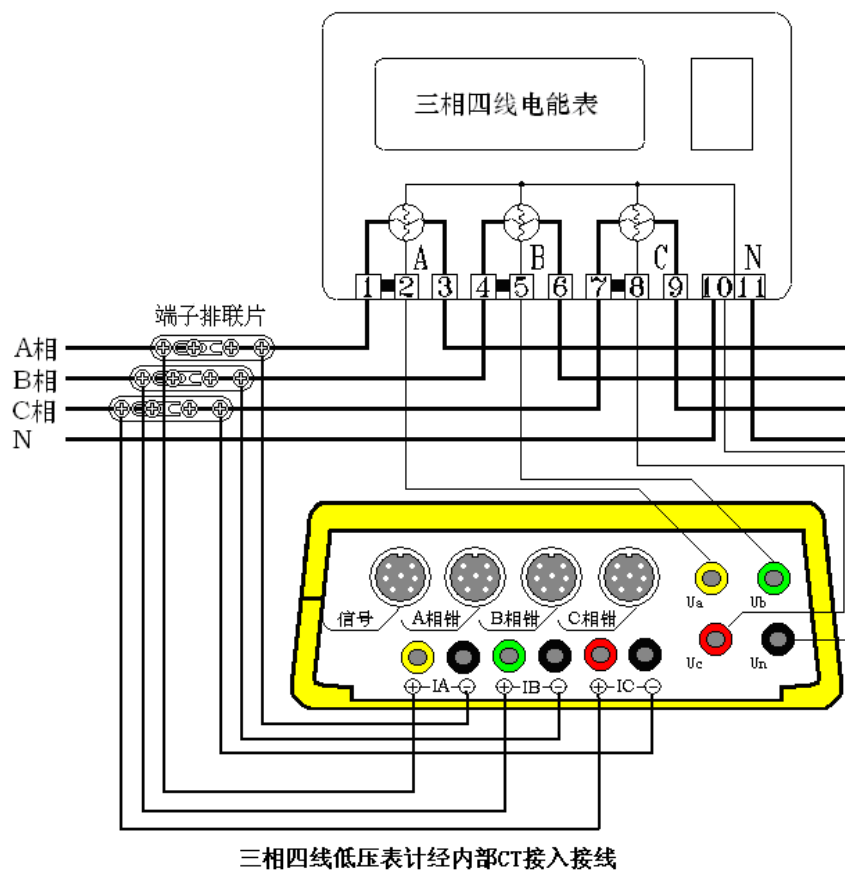 三相四线电能表
A B C N
1 2 3 4 5 6 7 8 9 10 11
端子排联片
A相
B相
C相
N
信号 A相钳 B相钳 C相钳
Ua Ub
Uc Un
+ IA - + IB - + IC -
三相四线低压表计经内部CT接入接线